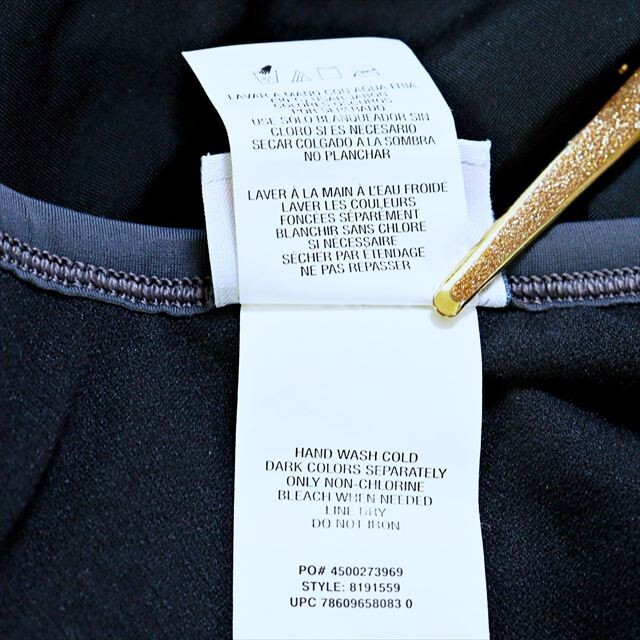 LAVAR A MANO CON AGUA FRIA
POR SEPARADO
USE SOLO BLANQUEADOR SIN
CLORO SI ES NECESARIO
SECAR COLGADO A LA SOMBRA
NO PLANCHAR
LAVER À LA MAIN À L'EAU FROIDE
LAVER LES COULEURS
FONCÉES SÉPARÉMENT
BLANCHIR SANS CHLORE
SI NÉCESSAIRE
SÉCHER PAR ÉTENDAGE
NE PAS REPASSER
HAND WASH COLD
DARK COLORS SEPARATELY
ONLY NON-CHLORINE
BLEACH WHEN NEEDED
LINE DRY
DO NOT IRON
PO# 4500273969
STYLE: 8191559
UPC 78609658083 0